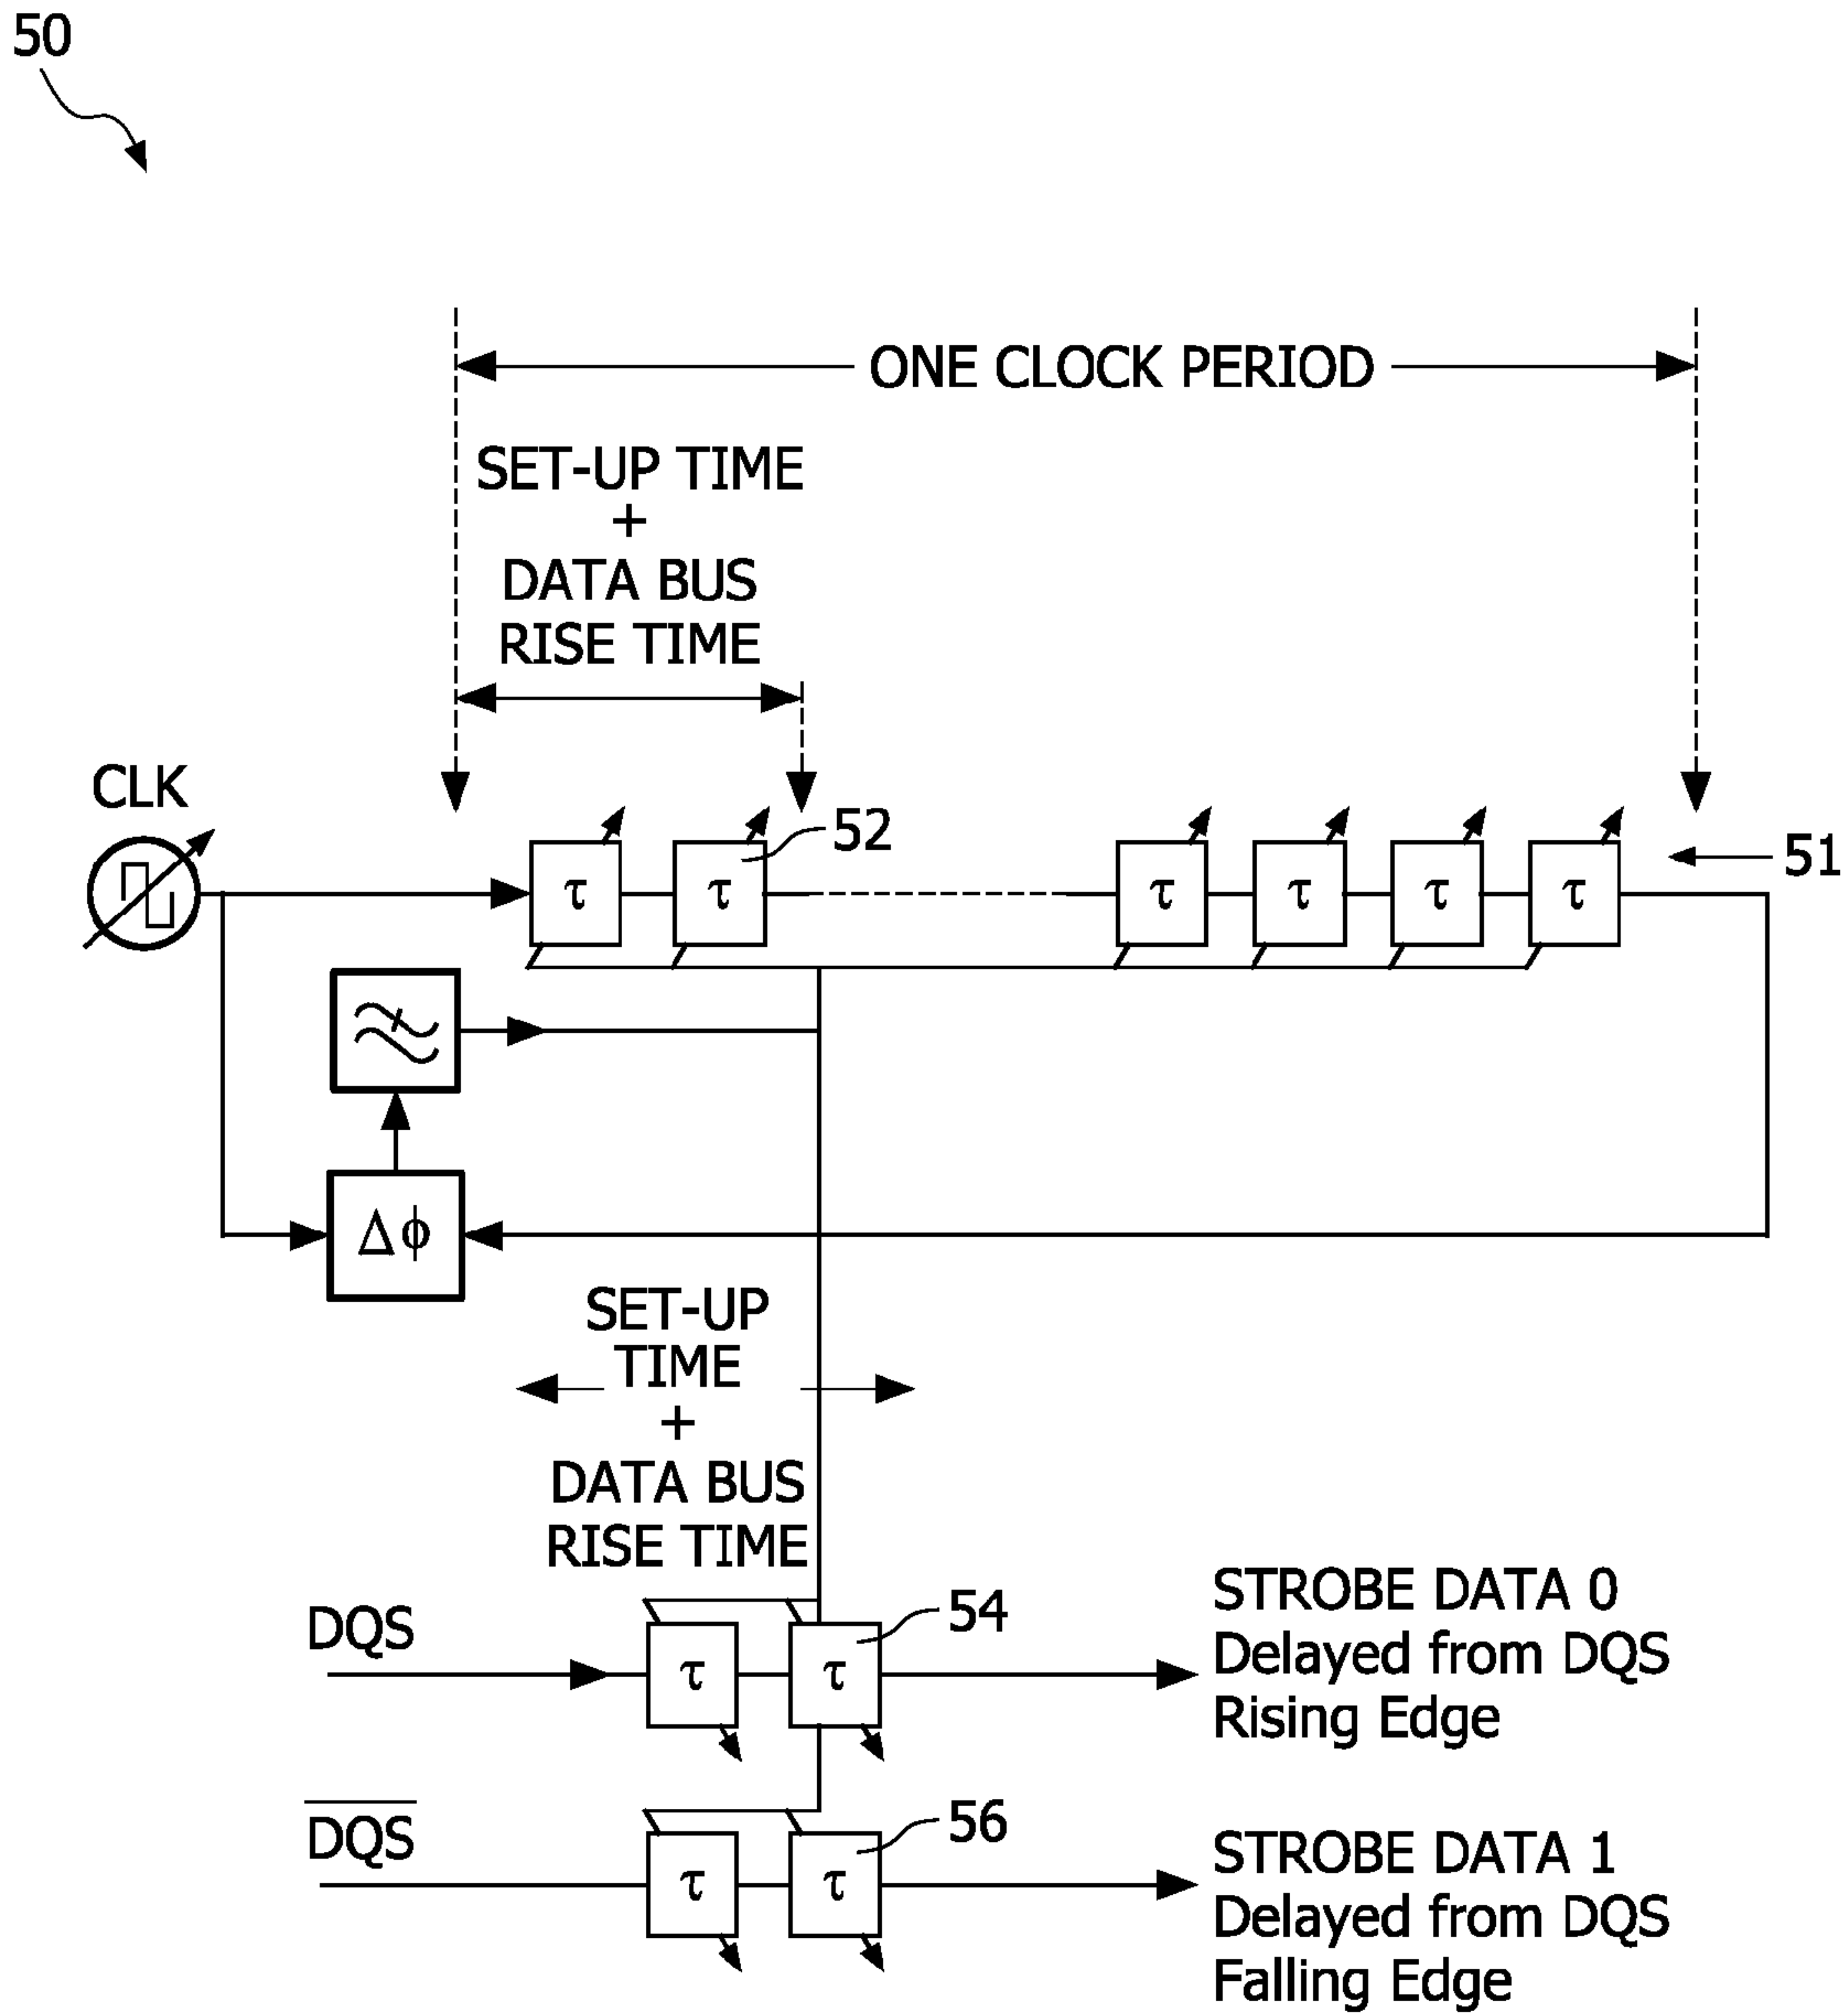 50
ONE CLOCK PERIOD
SET-UP TIME
+
DATA BUS
RISE TIME
CLK
52
51
τ
τ
τ
τ
τ
τ
Δϕ
SET-UP
TIME
+
DATA BUS
RISE TIME
DQS
54
τ
τ
STROBE DATA 0
Delayed from DQS
Rising Edge
D̅Q̅S̅
56
τ
τ
STROBE DATA 1
Delayed from DQS
Falling Edge